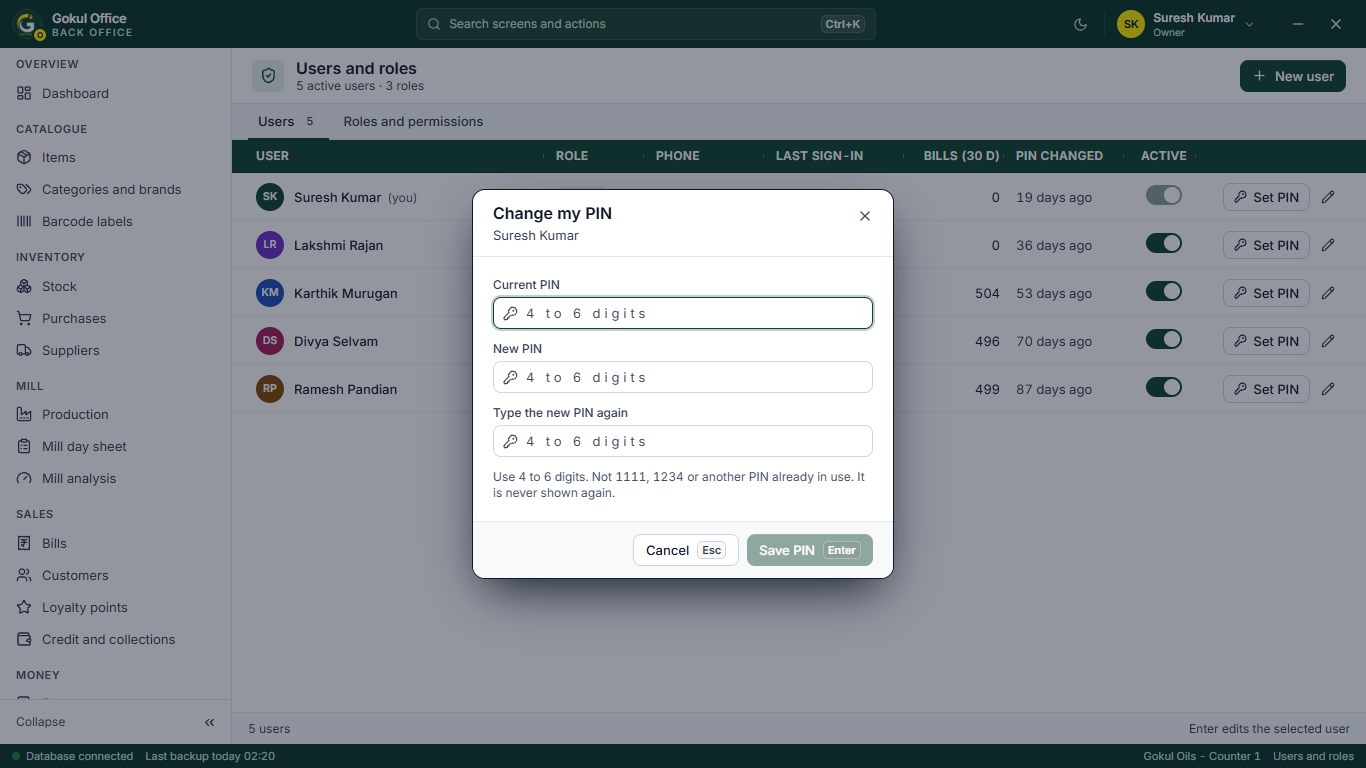 Gokul Office
BACK OFFICE
Search screens and actions
Ctrl+K
SK
Suresh Kumar
Owner
OVERVIEW
Dashboard
CATALOGUE
Items
Categories and brands
Barcode labels
INVENTORY
Stock
Purchases
Suppliers
MILL
Production
Mill day sheet
Mill analysis
SALES
Bills
Customers
Loyalty points
Credit and collections
MONEY
Collapse
Users and roles
5 active users · 3 roles
New user
Users 5
Roles and permissions
USER ROLE PHONE LAST SIGN-IN BILLS (30 D) PIN CHANGED ACTIVE
SK Suresh Kumar (you) 0 19 days ago Set PIN
LR Lakshmi Rajan 0 36 days ago Set PIN
KM Karthik Murugan 504 53 days ago Set PIN
DS Divya Selvam 496 70 days ago Set PIN
RP Ramesh Pandian 499 87 days ago Set PIN
Change my PIN
Suresh Kumar
Current PIN
4 to 6 digits
New PIN
4 to 6 digits
Type the new PIN again
4 to 6 digits
Use 4 to 6 digits. Not 1111, 1234 or another PIN already in use. It
is never shown again.
Cancel Esc
Save PIN Enter
5 users
Enter edits the selected user
Database connected
Last backup today 02:20
Gokul Oils - Counter 1
Users and roles